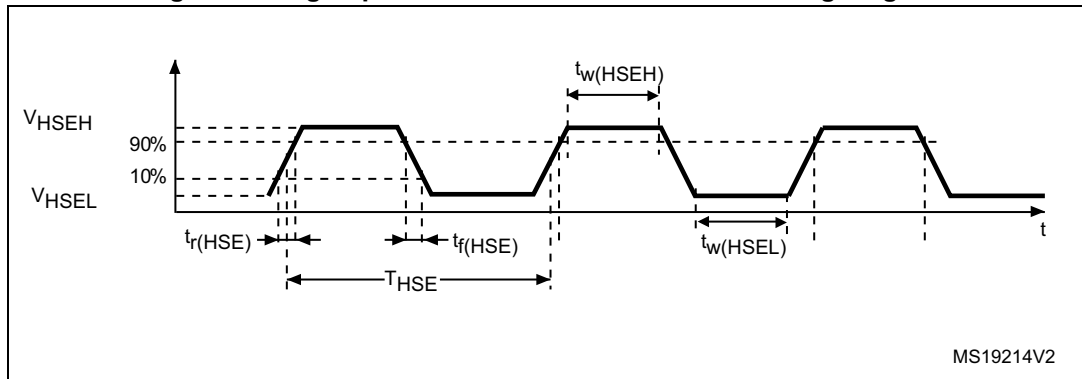 tw(HSEH)
VHSEH
90%
10%
VHSEL
tr(HSE)
tf(HSE)
tw(HSEL)
t
THSE
MS19214V2